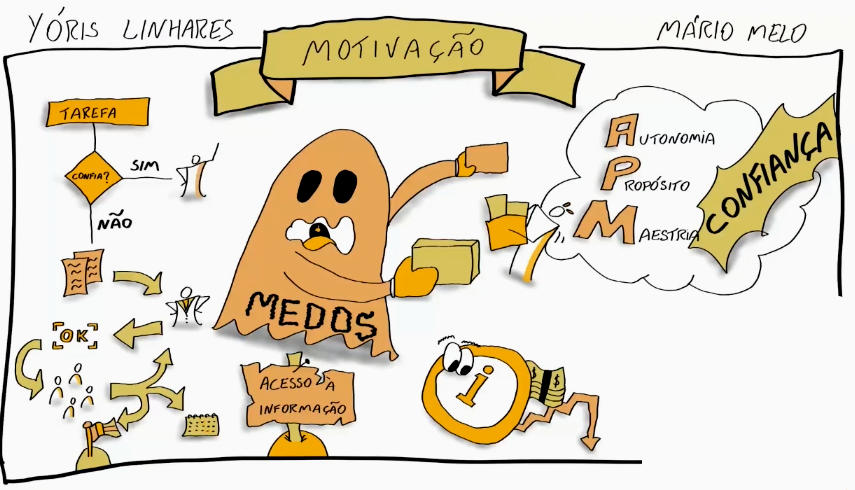 YÓRIS LINHARES
MOTIVAÇÃO
MÁRIO MELO
TAREFA
CONFIA?
SIM
NÃO
OK
MEDOS
ACESSO À
INFORMAÇÃO
i
$ $
AUTONOMIA
PROPÓSITO
MAESTRIA
CONFIANÇA